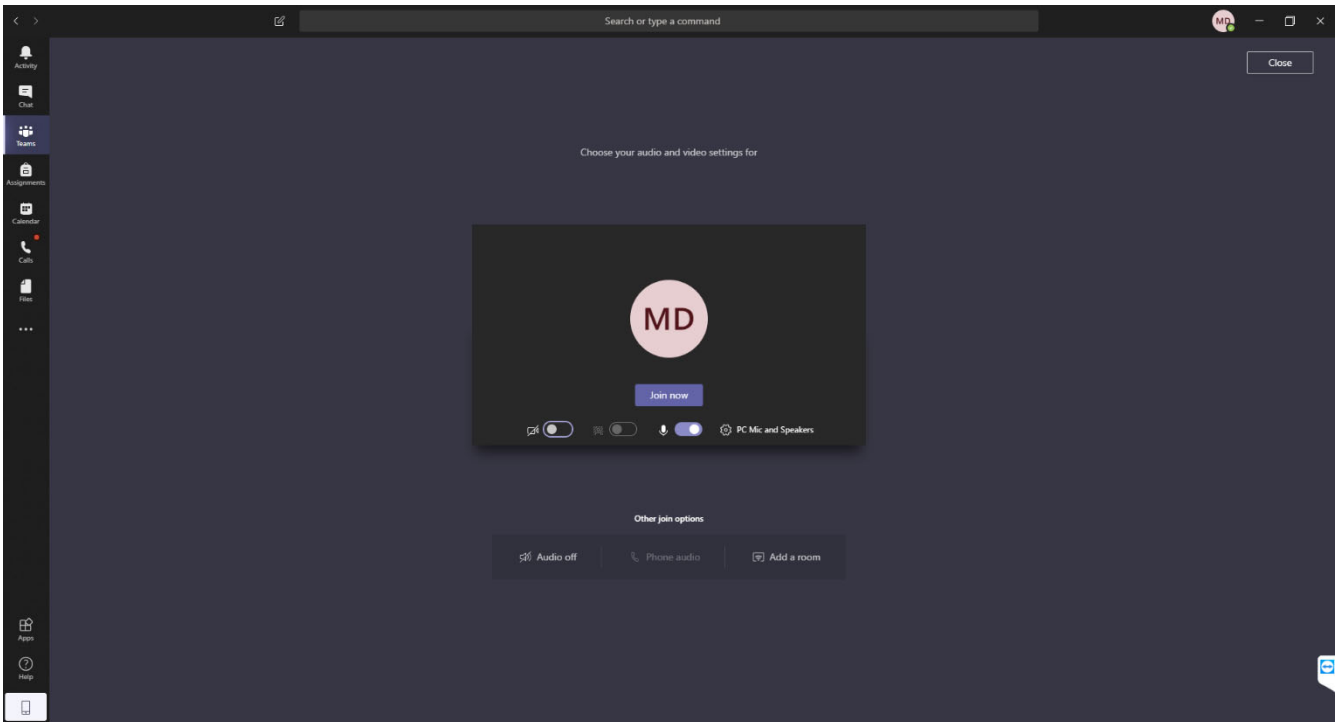 Search or type a command
MD
Activity
Chat
Teams
Assignments
Calendar
Calls
Files
Close
Choose your audio and video settings for
MD
Join now
PC Mic and Speakers
Other join options
Audio off
Phone audio
Add a room
Apps
Help